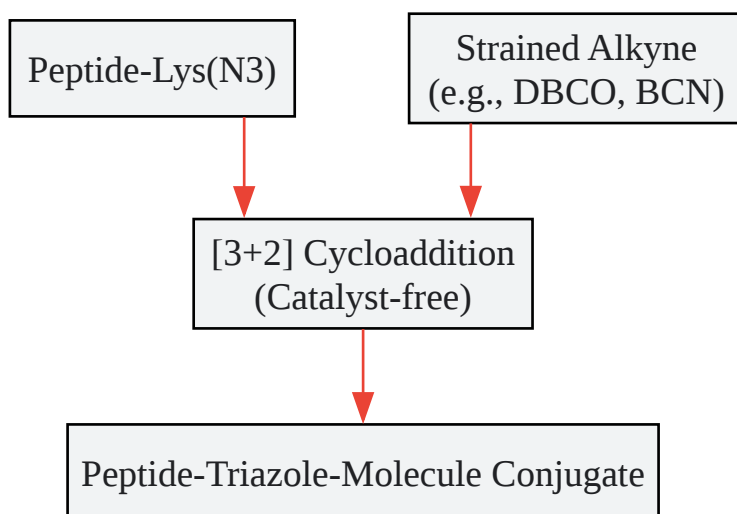 Peptide-Lys(N3)
Strained Alkyne
(e.g., DBCO, BCN)
[3+2] Cycloaddition
(Catalyst-free)
Peptide-Triazole-Molecule Conjugate